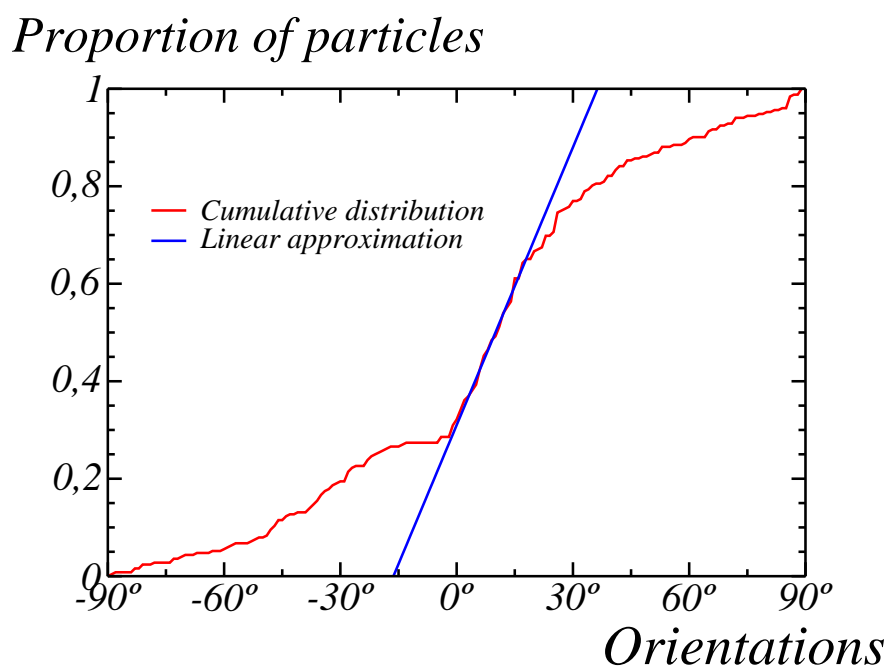 Proportion of particles
1
0,8
Cumulative distribution
Linear approximation
0,6
0,4
0,2
0
-90º -60º -30º 0º 30º 60º 90º
Orientations